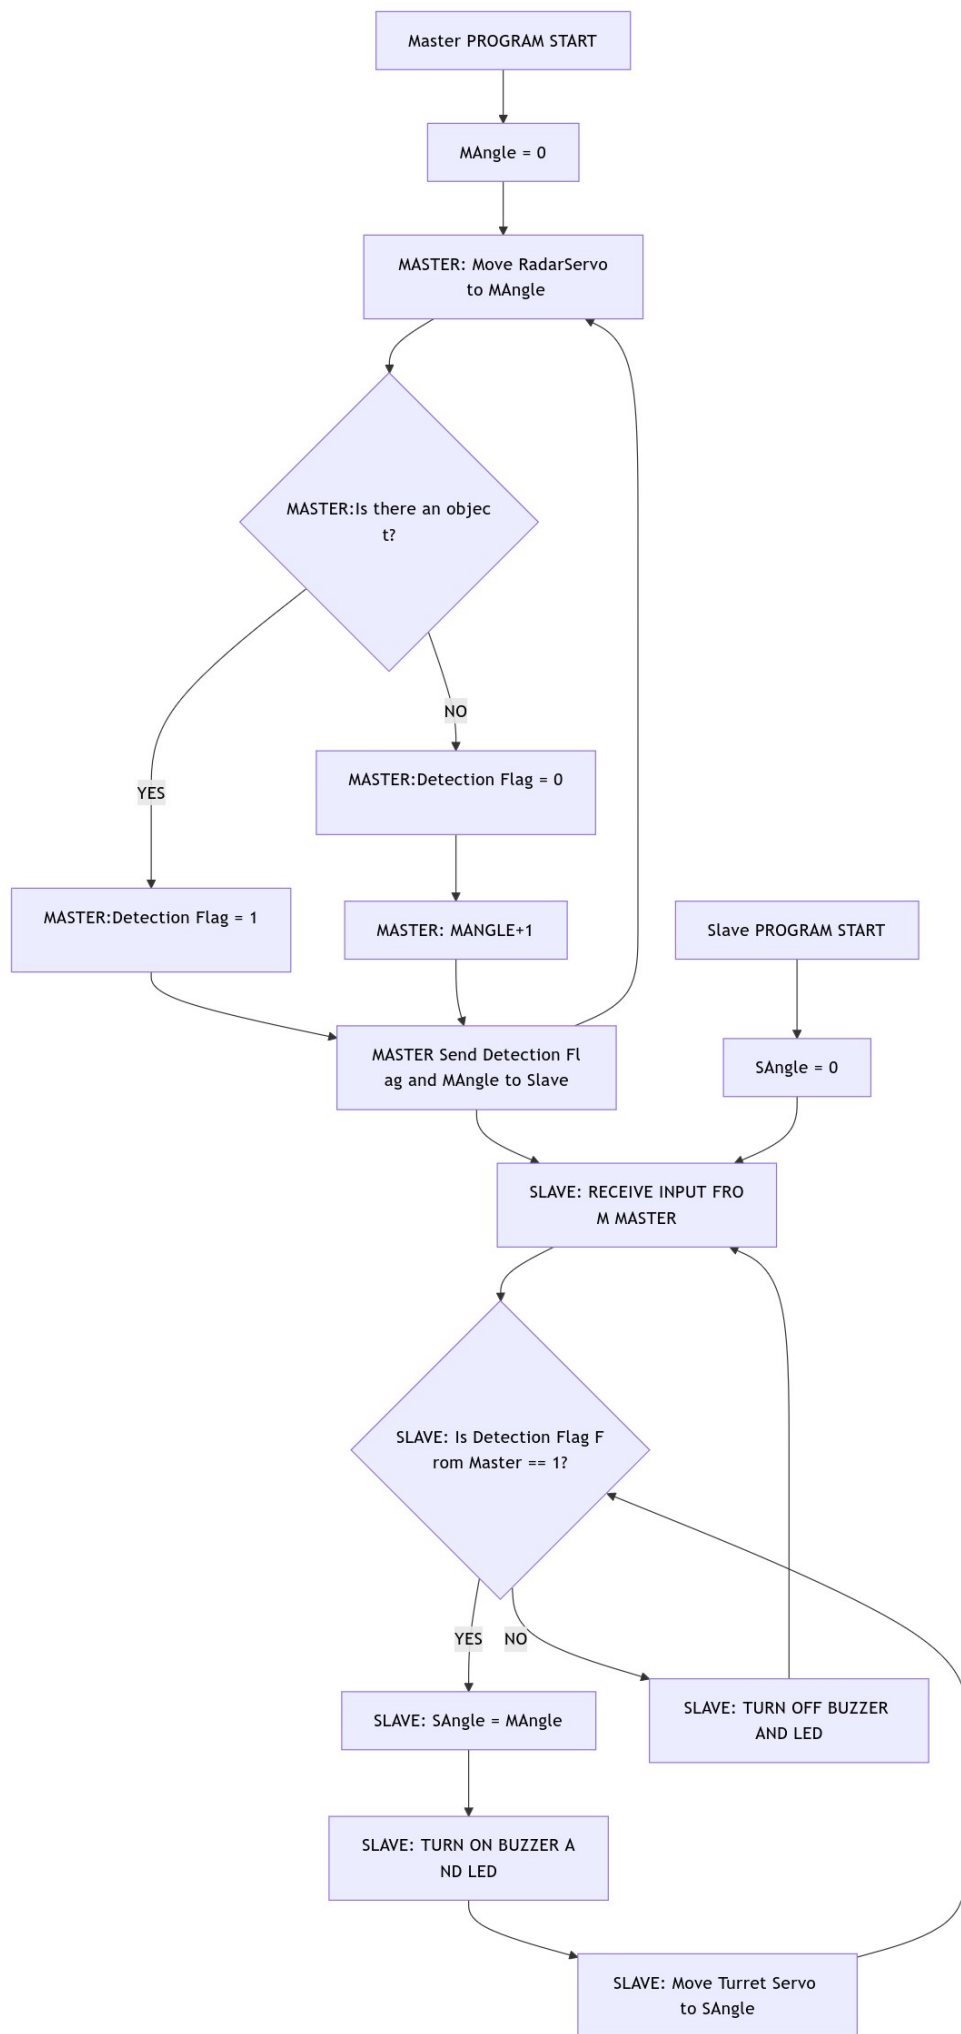 Master PROGRAM START
MAngle = 0
MASTER: Move RadarServo
to MAngle
MASTER:Is there an objec
t?
NO
MASTER:Detection Flag = 0
YES
MASTER:Detection Flag = 1
MASTER: MANGLE+1
Slave PROGRAM START
MASTER Send Detection Fl
ag and MAngle to Slave
SAngle = 0
SLAVE: RECEIVE INPUT FRO
M MASTER
SLAVE: Is Detection Flag F
rom Master == 1?
YES
NO
SLAVE: SAngle = MAngle
SLAVE: TURN OFF BUZZER
AND LED
SLAVE: TURN ON BUZZER A
ND LED
SLAVE: Move Turret Servo
to SAngle